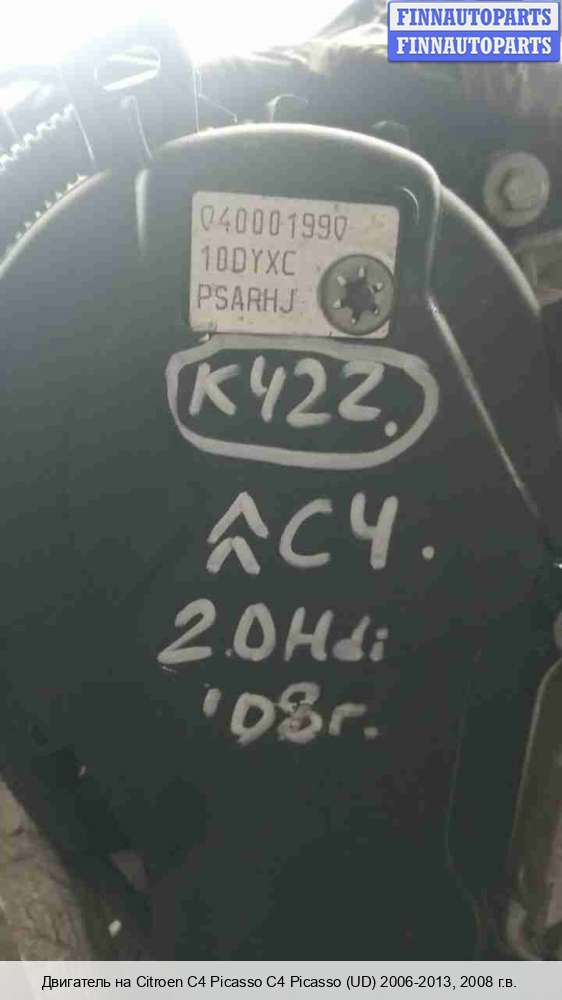 FINNAUTOPARTS
FINNAUTOPARTS
040001990
10DYXC
PSARHJ
K422.
C4.
2.0Hdi
'08г.
Двигатель на Citroen C4 Picasso C4 Picasso (UD) 2006-2013, 2008 г.в.